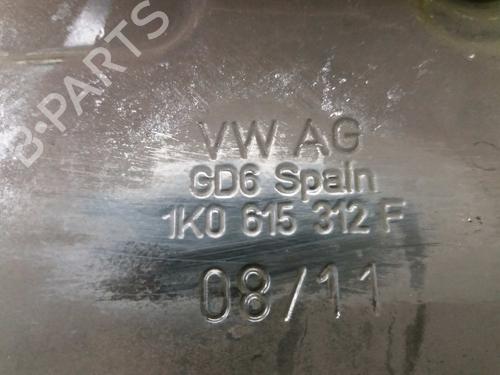 B-PARTS
VW AG
GD6 Spain
1K0 615 312 F
08/11